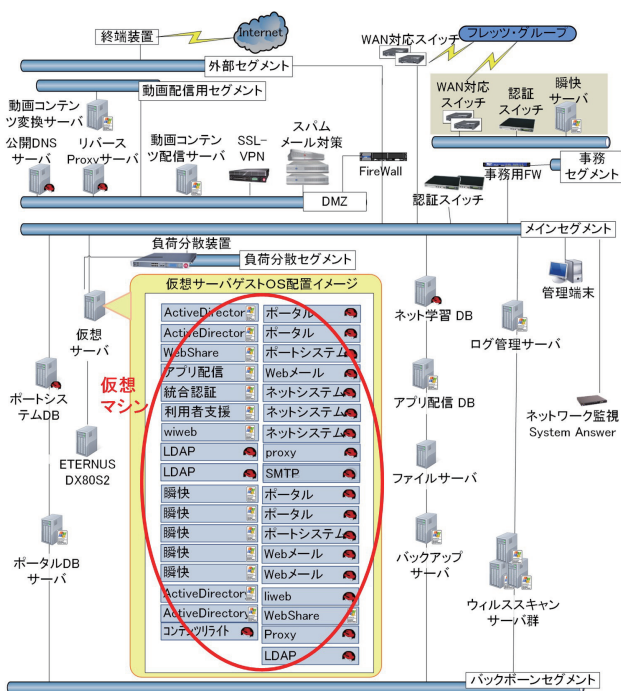 終端装置
Internet
外部セグメント
動画配信用セグメント
WAN対応スイッチ
フレッツ・グループ
WAN対応
スイッチ
認証
スイッチ
瞬快
サーバ
動画コンテン
ツ変換サーバ
公開DNS
サーバ
リバース
Proxyサーバ
動画コンテン
ツ配信サーバ
SSL-
VPN
スパム
メール対策
FireWall
DMZ
認証スイッチ
事務用FW
事務
セグメント
メインセグメント
負荷分散装置
負荷分散セグメント
仮想サーバゲストOS配置イメージ
仮想
サーバ
仮想
マシン
ActiveDirector
ActiveDirector
WebShare
アプリ配信
統合認証
利用者支援
wiweb
LDAP
LDAP
瞬快
瞬快
瞬快
瞬快
瞬快
ActiveDirectory
ActiveDirectory
コンテンツリライト
ポータル
ポータル
ポートシステム
Webメール
ネットシステム
ネットシステム
ネットシステム
proxy
SMTP
ポータル
ポータル
ポートシステム
Webメール
Webメール
liweb
WebShare
Proxy
LDAP
ポートシス
テムDB
ETERNUS
DX80S2
ポータルDB
サーバ
ネット学習 DB
アプリ配信 DB
ファイルサーバ
バックアップ
サーバ
管理端末
ログ管理サーバ
ネットワーク監視
System Answer
ウィルススキャン
サーバ群
バックボーンセグメント